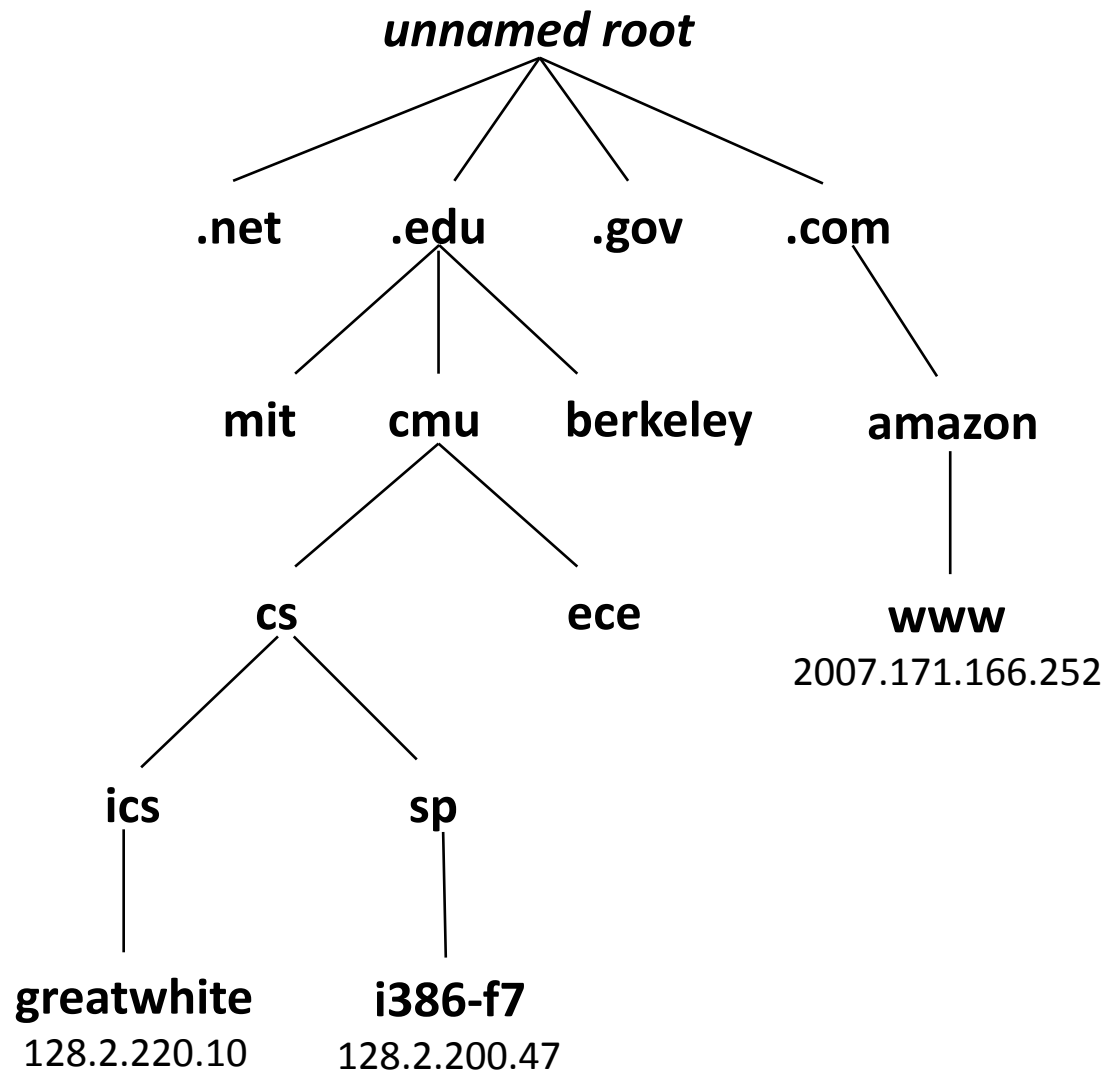 unnamed root
.net .edu .gov .com
mit cmu berkeley amazon
cs ece www
2007.171.166.252
ics sp
greatwhite i386-f7
128.2.220.10 128.2.200.47